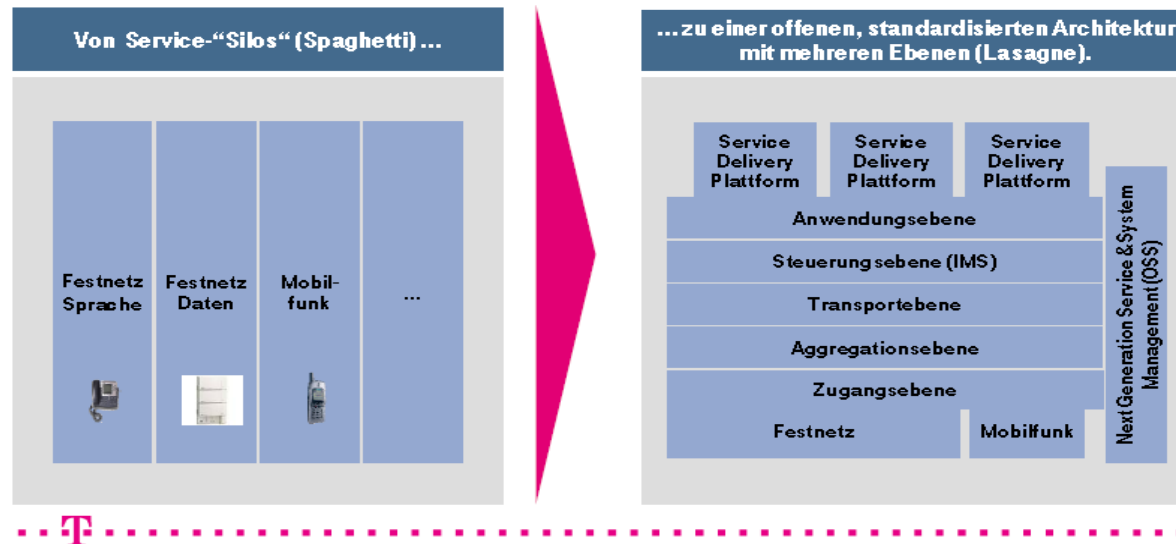 Von Service-“Silos“ (Spaghetti) ...
... zu einer offenen, standardisierten Architektur
mit mehreren Ebenen (Lasagne).
Festnetz
Sprache
Festnetz
Daten
Mobil-
funk
...
Service
Delivery
Plattform
Service
Delivery
Plattform
Service
Delivery
Plattform
Anwendungsebene
Steuerungsebene (IMS)
Transportebene
Aggregationsebene
Zugangsebene
Festnetz
Mobilfunk
Next Generation Service & System
Management (OSS)
T